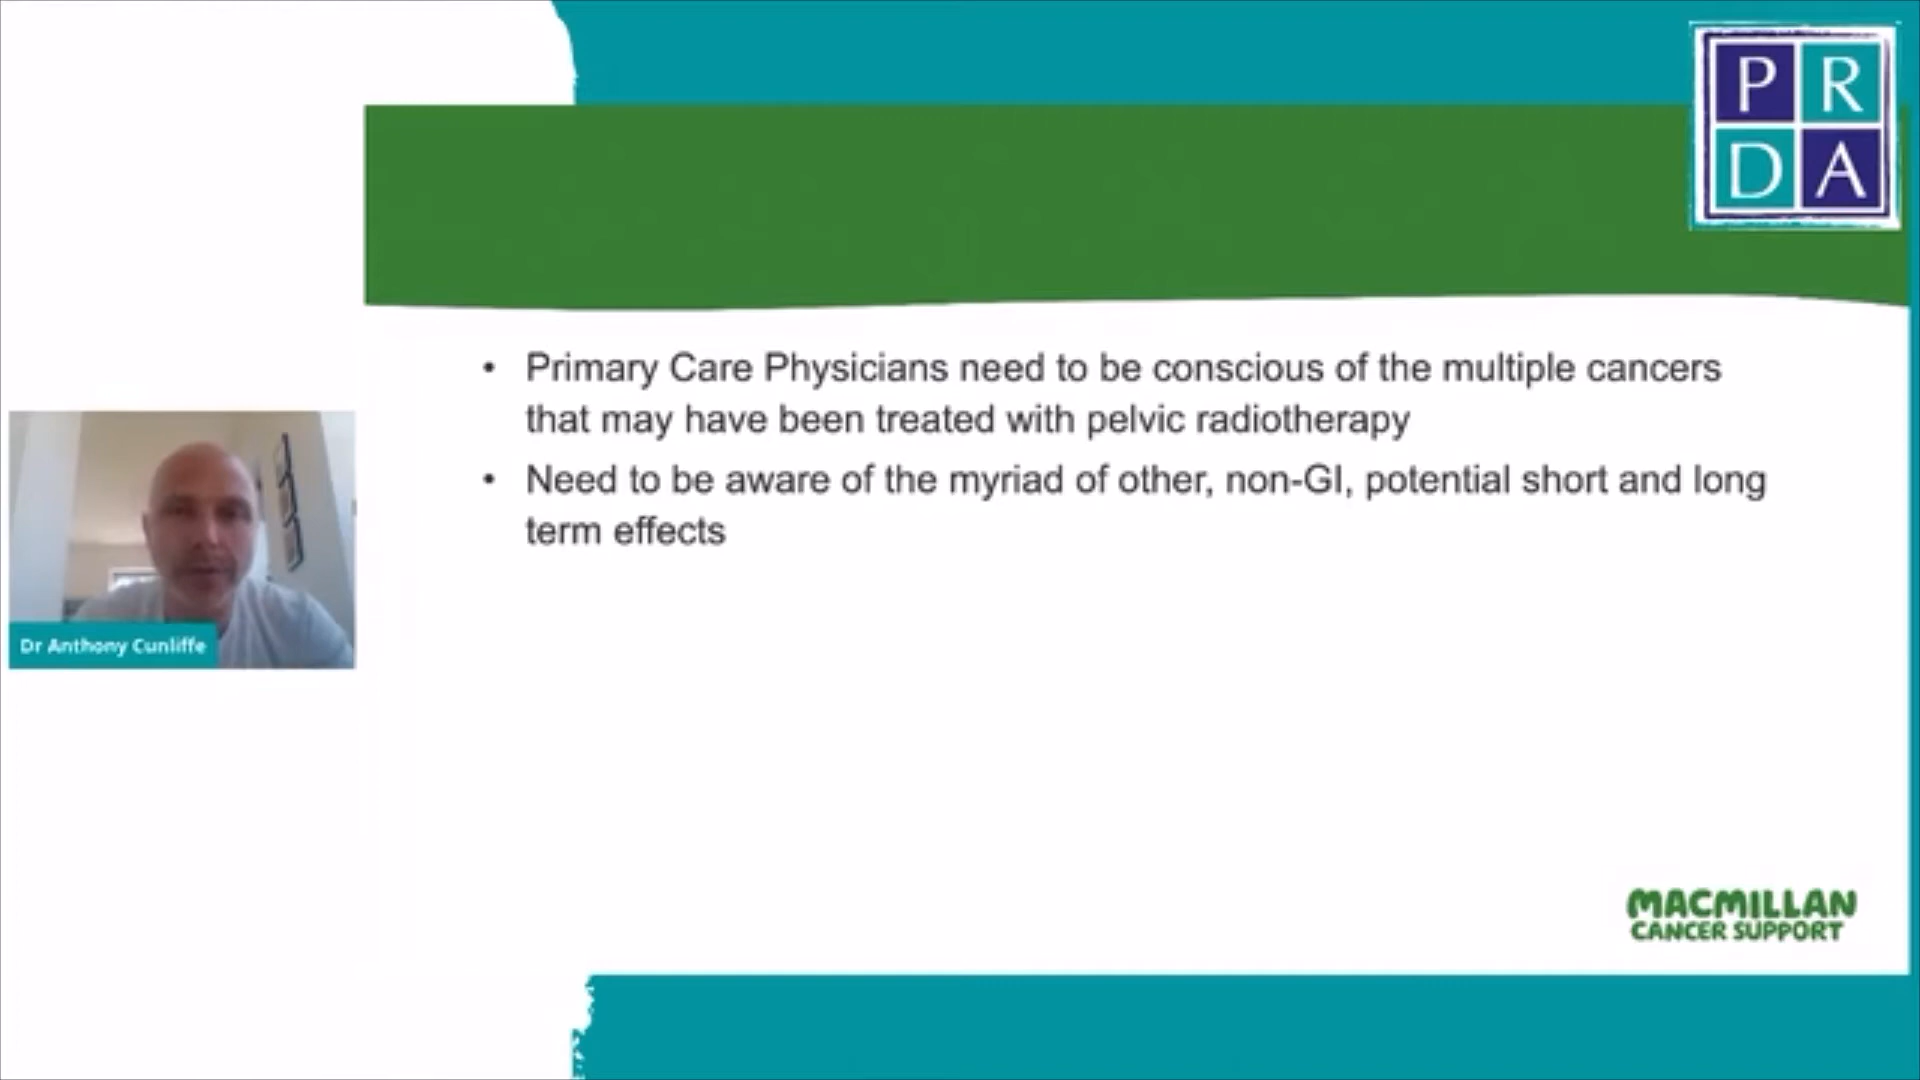 P R
D A
• Primary Care Physicians need to be conscious of the multiple cancers
that may have been treated with pelvic radiotherapy
• Need to be aware of the myriad of other, non-GI, potential short and long
term effects
Dr Anthony Cunliffe
MACMILLAN
CANCER SUPPORT